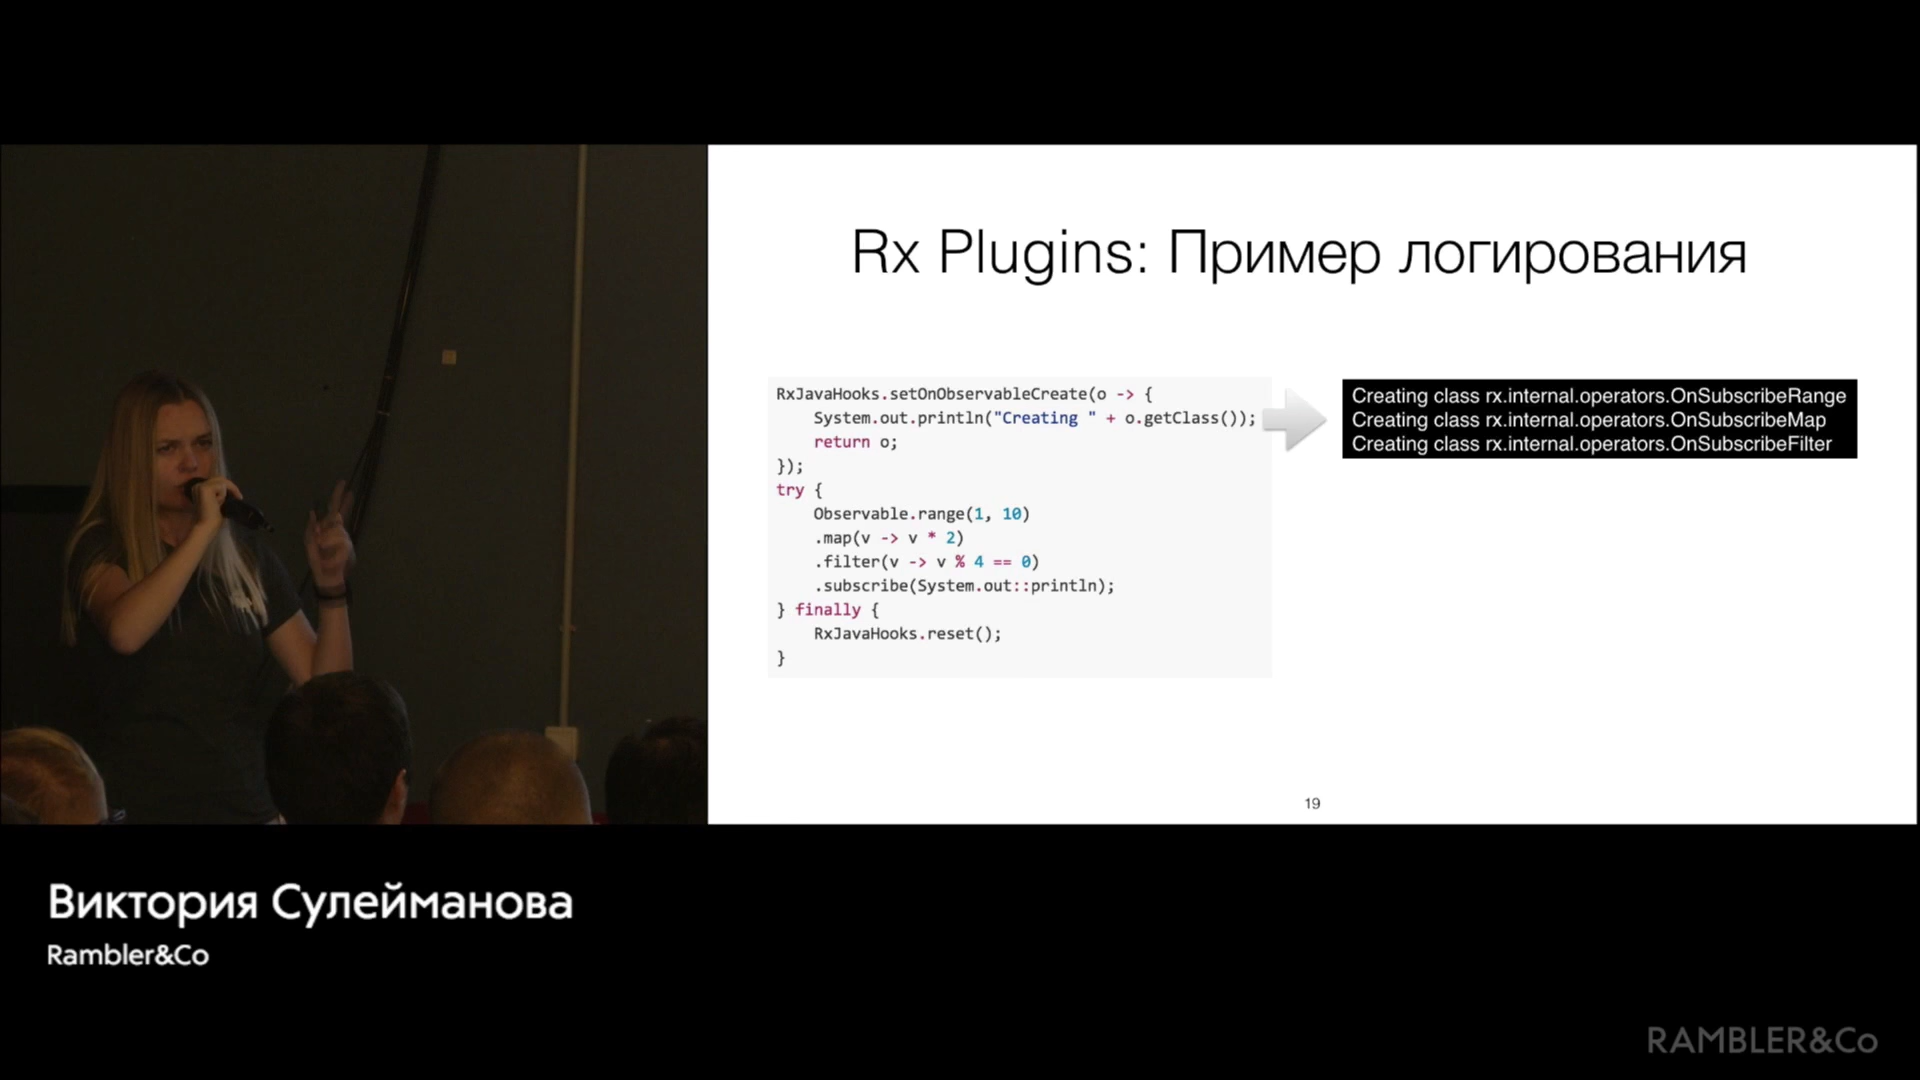 Rx Plugins: Пример логирования
RxJavaHooks.setOnObservableCreate(o -> {
    System.out.println("Creating " + o.getClass());
    return o;
});
try {
    Observable.range(1, 10)
    .map(v -> v * 2)
    .filter(v -> v % 4 == 0)
    .subscribe(System.out::println);
} finally {
    RxJavaHooks.reset();
}
Creating class rx.internal.operators.OnSubscribeRange
Creating class rx.internal.operators.OnSubscribeMap
Creating class rx.internal.operators.OnSubscribeFilter
19
Виктория Сулейманова
Rambler&Co
RAMBLER&Co